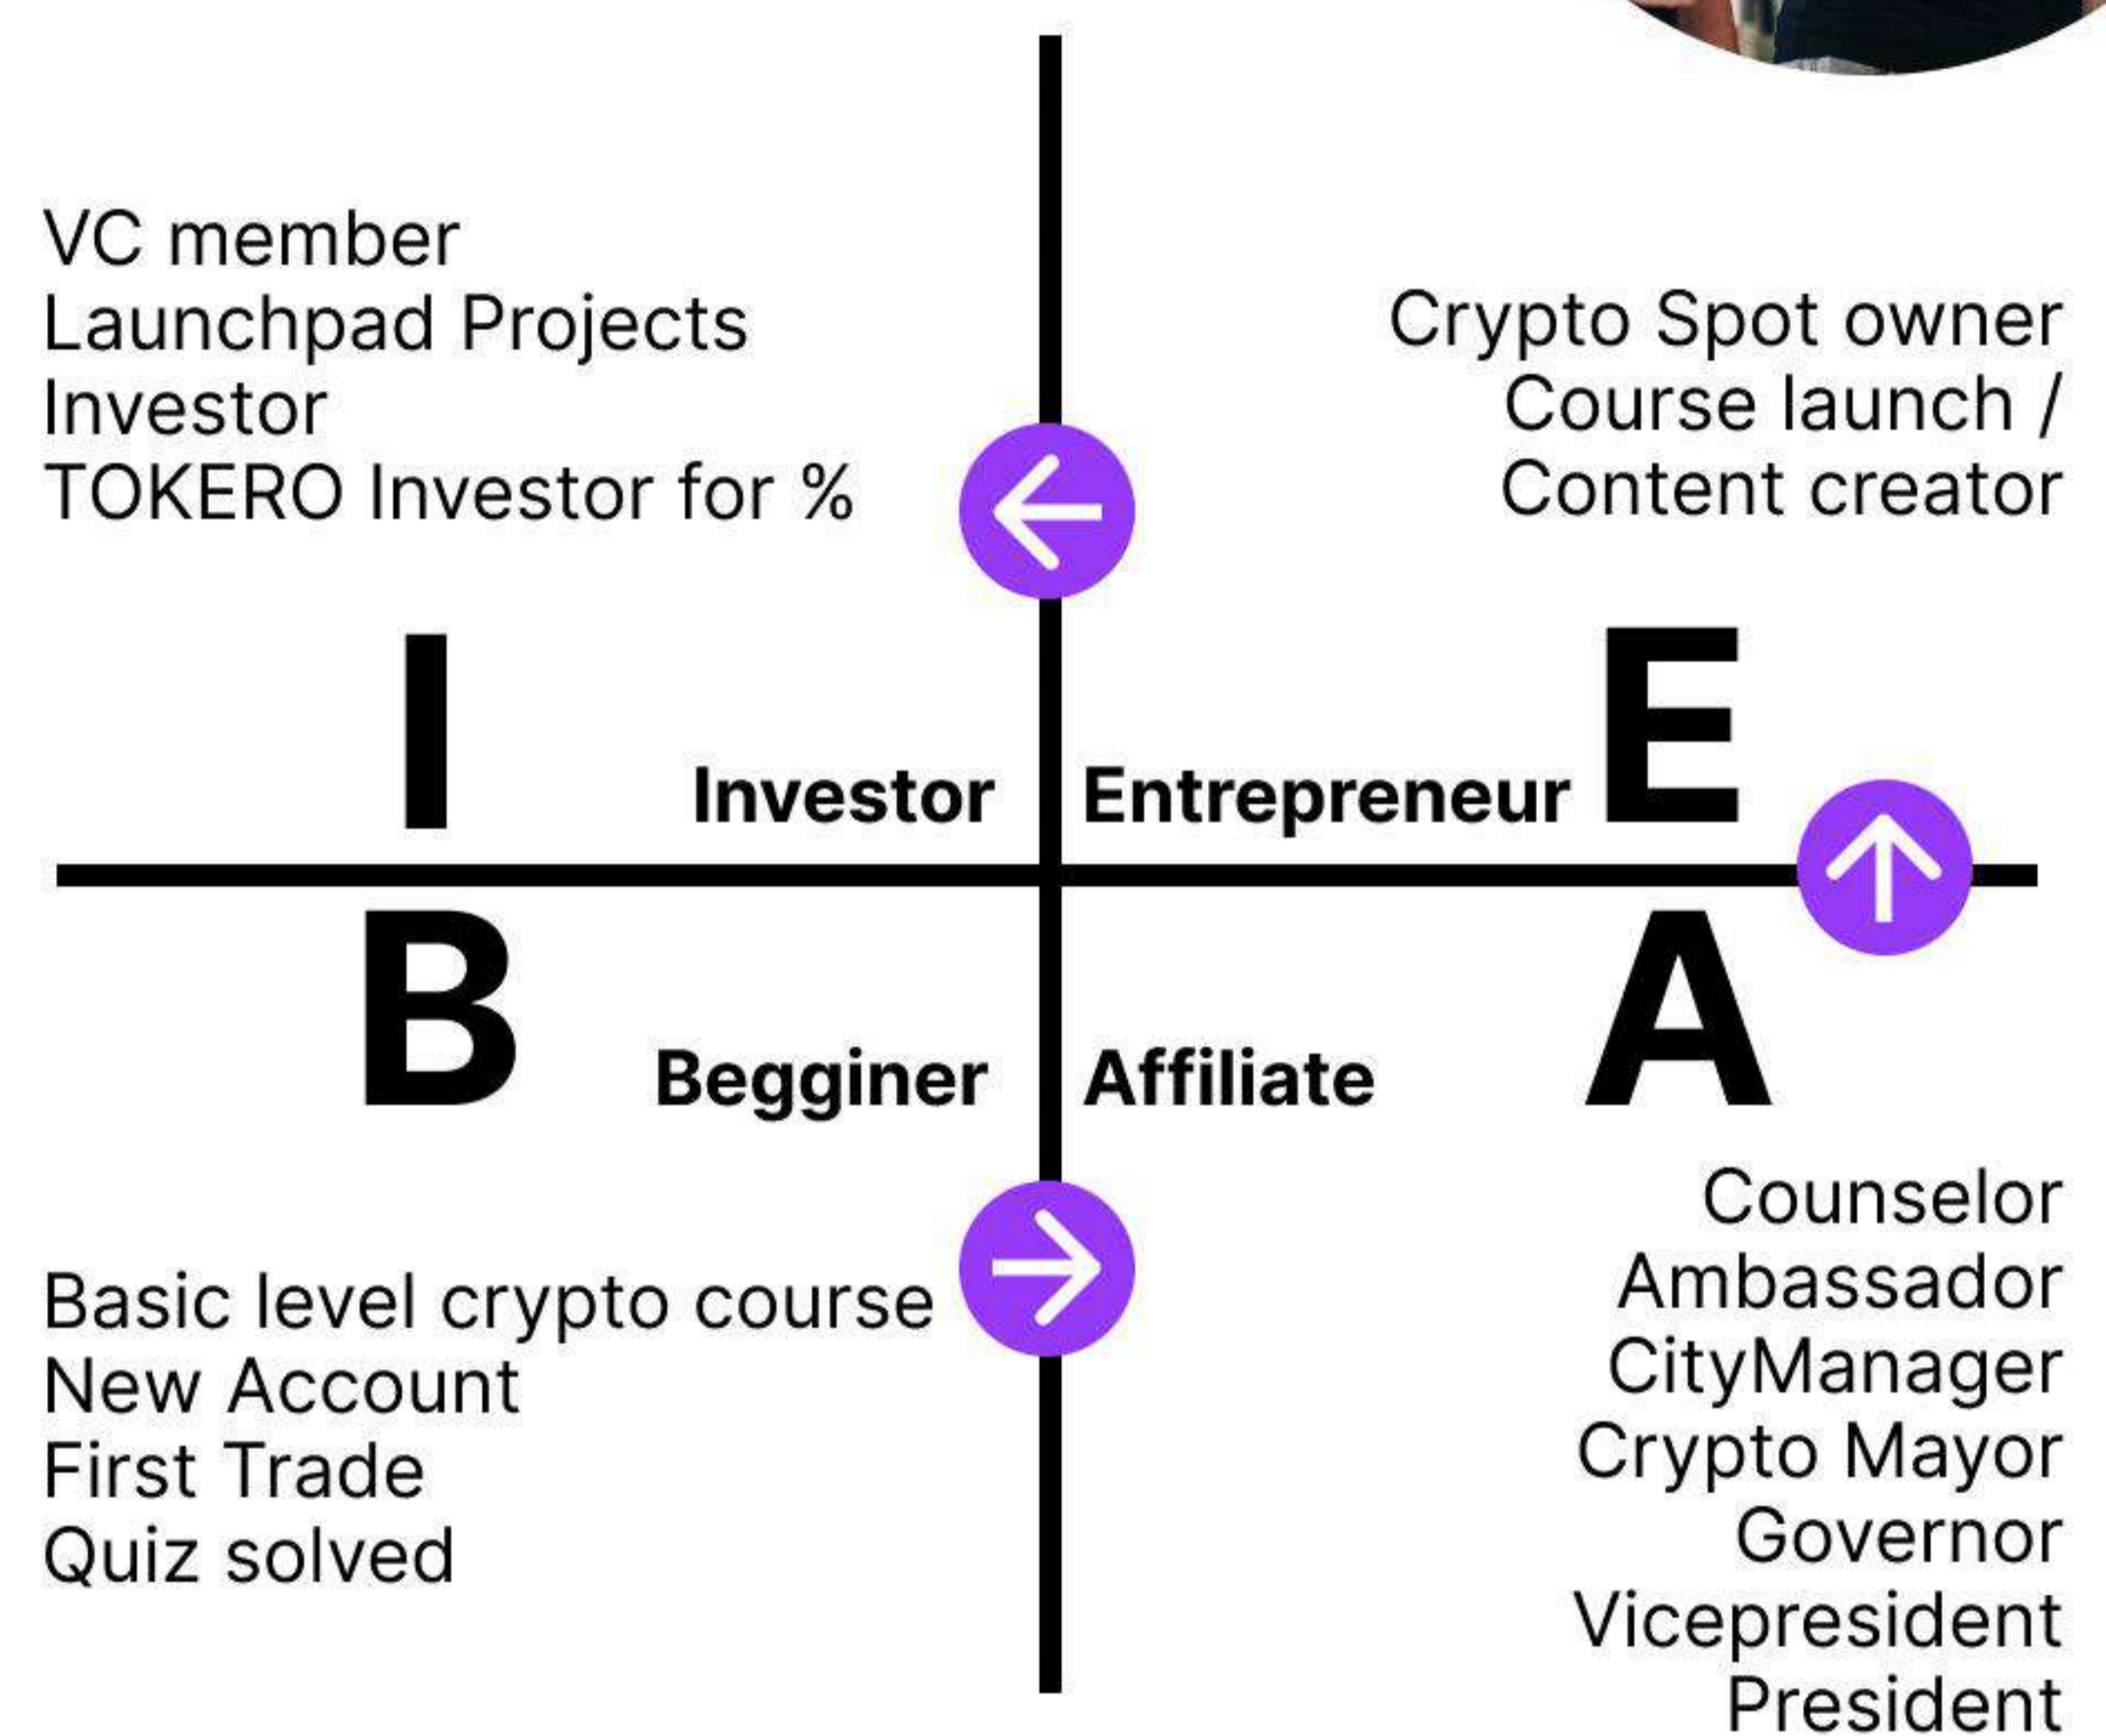 VC member
Launchpad Projects
Investor
TOKERO Investor for %
I
Investor
Crypto Spot owner
Course launch /
Content creator
Entrepreneur
E
B
Begginer
Basic level crypto course
New Account
First Trade
Quiz solved
Affiliate
A
Counselor
Ambassador
CityManager
Crypto Mayor
Governor
Vicepresident
President